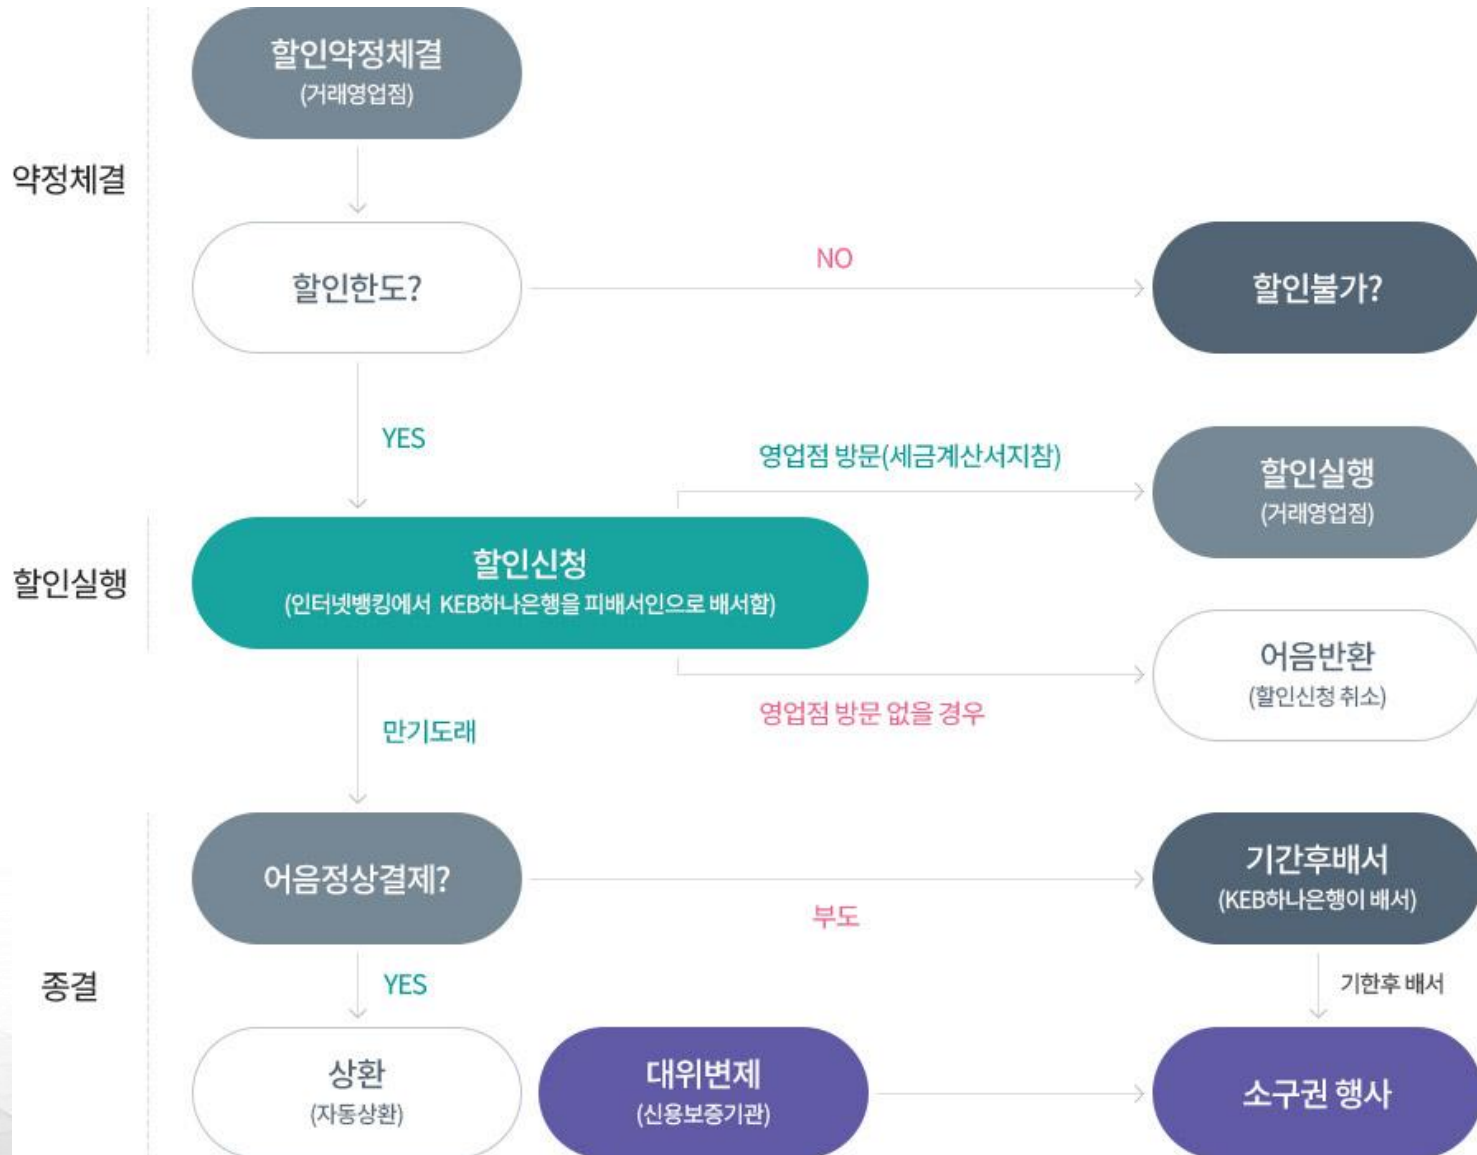 할인약정체결
(거래영업점)
약정체결
할인한도?
NO
할인불가?
YES
영업점 방문(세금계산서지참)
할인실행
(거래영업점)
할인실행
할인신청
(인터넷뱅킹에서 KEB하나은행을 피배서인으로 배서함)
어음반환
(할인신청 취소)
영업점 방문 없을 경우
만기도래
어음정상결제?
부도
기간후배서
(KEB하나은행이 배서)
종결
YES
기한후 배서
상환
(자동상환)
대위변제
(신용보증기관)
소구권 행사